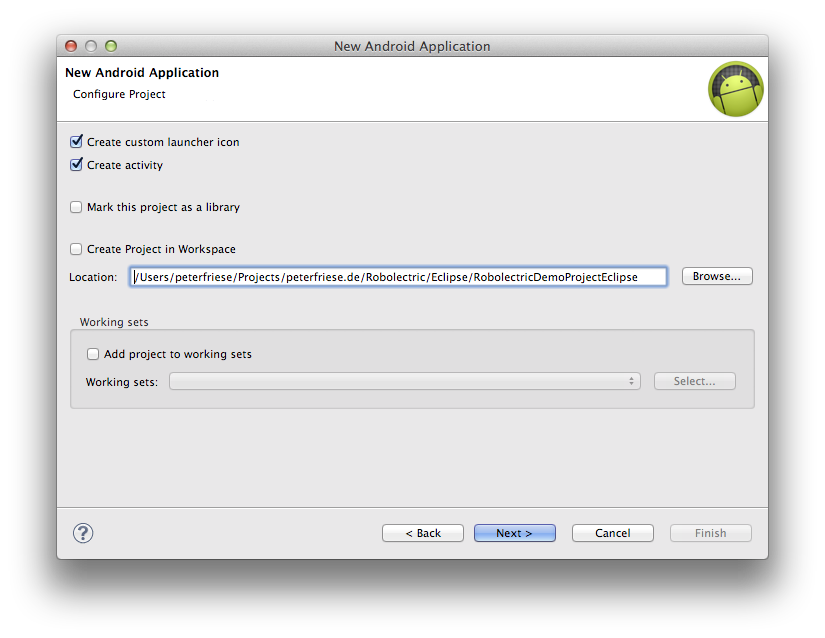 New Android Application
New Android Application
Configure Project
Create custom launcher icon
Create activity
Mark this project as a library
Create Project in Workspace
Location: /Users/peterfriese/Projects/peterfriese.de/Robolectric/Eclipse/RobolectricDemoProjectEclipse Browse...
Working sets
Add project to working sets
Working sets: Select...
? < Back Next > Cancel Finish